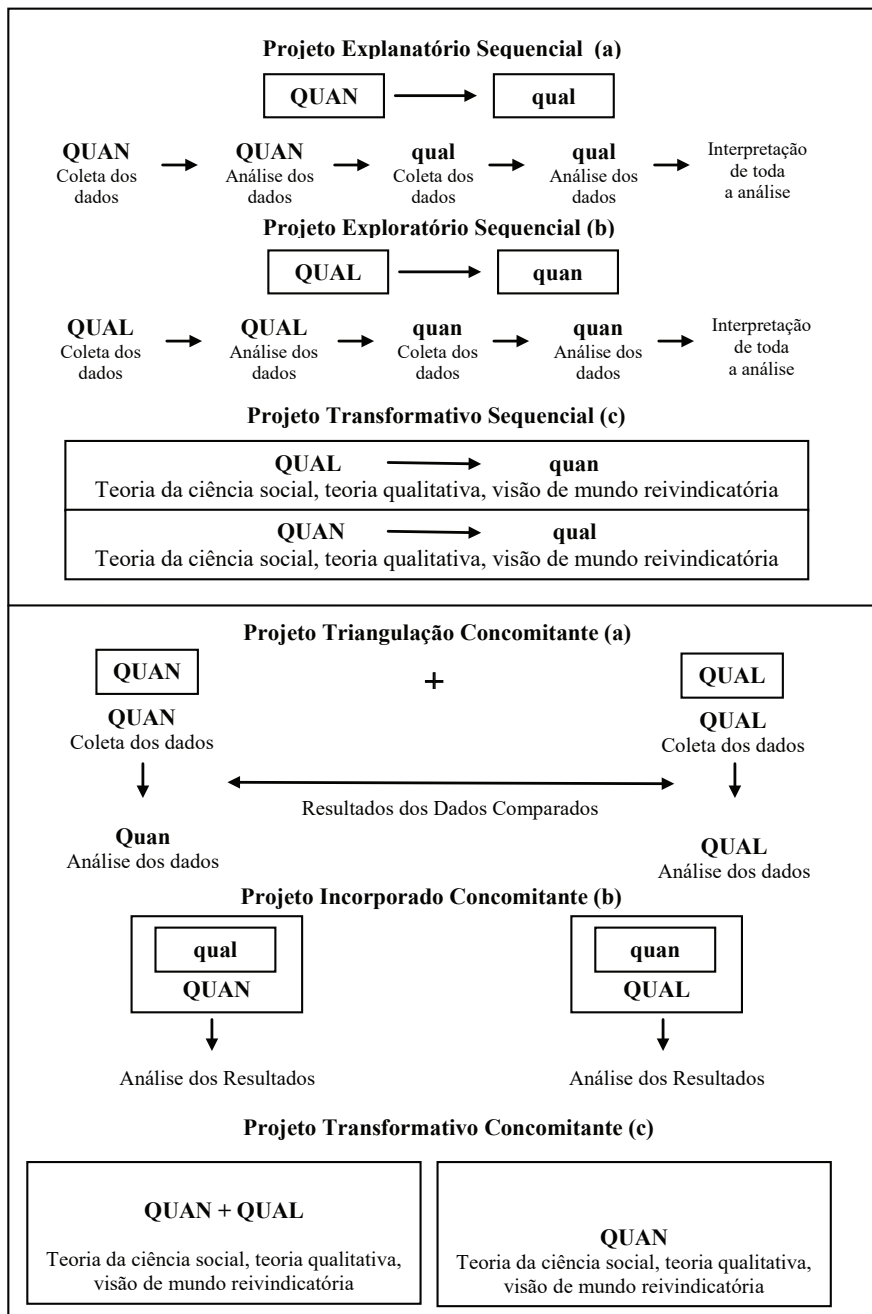 Projeto Explanatório Sequencial (a)
QUAN qual
QUAN QUAN qual qual Interpretação
Coleta dos Análise dos Coleta dos Análise dos de toda
dados dados dados dados a análise
Projeto Exploratório Sequencial (b)
QUAL quan
QUAL QUAL quan quan Interpretação
Coleta dos Análise dos Coleta dos Análise dos de toda
dados dados dados dados a análise
Projeto Transformativo Sequencial (c)
QUAL quan
Teoria da ciência social, teoria qualitativa, visão de mundo reivindicatória
QUAN qual
Teoria da ciência social, teoria qualitativa, visão de mundo reivindicatória
Projeto Triangulação Concomitante (a)
QUAN + QUAL
QUAN QUAL
Coleta dos dados Coleta dos dados
Resultados dos Dados Comparados
Quan QUAL
Análise dos dados Análise dos dados
Projeto Incorporado Concomitante (b)
qual quan
QUAN QUAL
Análise dos Resultados Análise dos Resultados
Projeto Transformativo Concomitante (c)
QUAN + QUAL
Teoria da ciência social, teoria qualitativa,
visão de mundo reivindicatória
QUAN
Teoria da ciência social, teoria qualitativa,
visão de mundo reivindicatória